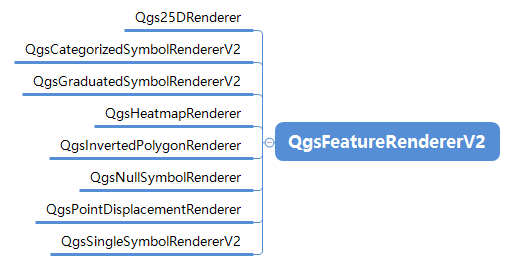 Qgs25DRenderer
QgsCategorizedSymbolRendererV2
QgsGraduatedSymbolRendererV2
QgsHeatmapRenderer
QgsInvertedPolygonRenderer
QgsNullSymbolRenderer
QgsPointDisplacementRenderer
QgsSingleSymbolRendererV2
QgsFeatureRendererV2